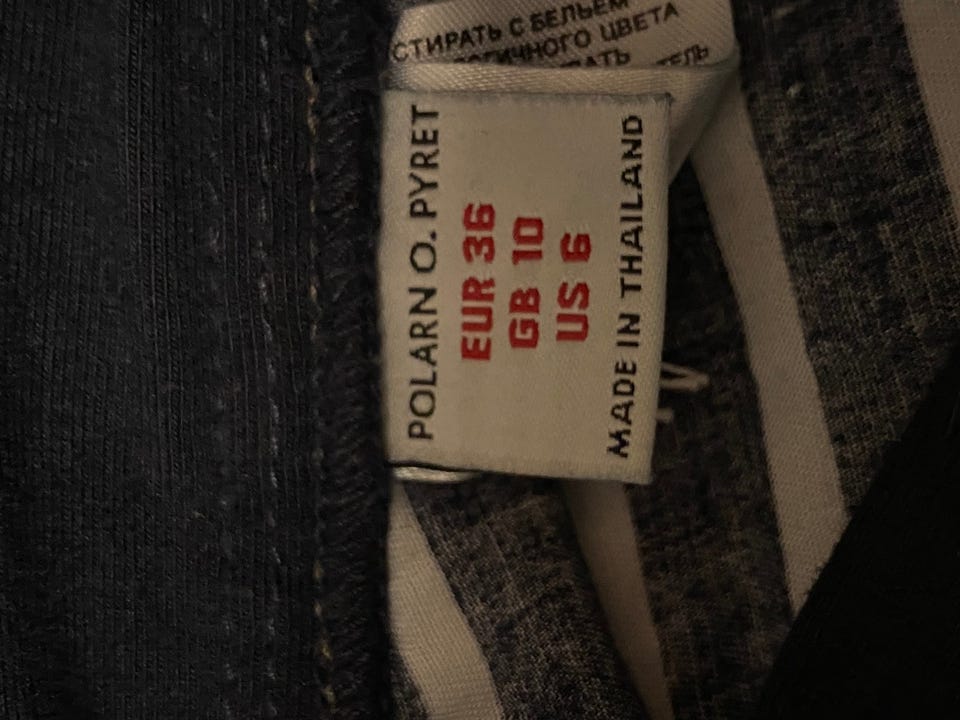 СТИРАТЬ С БЕЛЬЕМ
ЦВЕТА
POLARN O. PYRET
EUR 36
GB 10
US 6
MADE IN THAILAND